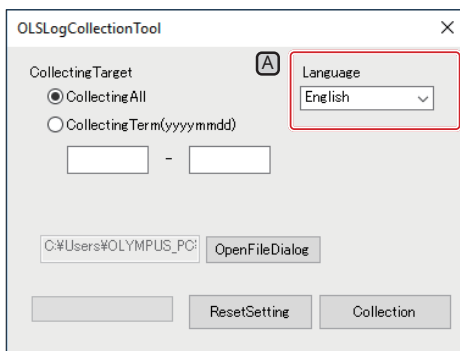 OLSLogCollectionTool
CollectingTarget
A
Language
CollectingAll
English
CollectingTerm(yyyymmdd)
-
C:¥Users¥OLYMPUS_PC¥
OpenFileDialog
ResetSetting
Collection